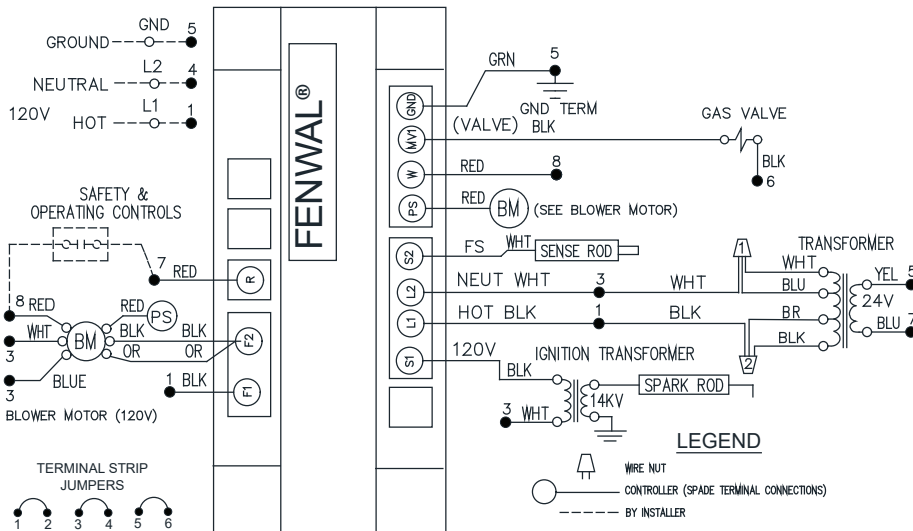 GROUND GND 5
NEUTRAL L2 4
120V
HOT L1 1
SAFETY &
OPERATING CONTROLS
7 RED
8 RED
RED PS
WHT
3
BM
BLK BLK
OR OR
BLUE
3
1 BLK
BLOWER MOTOR (120V)
TERMINAL STRIP
JUMPERS
1 2 3 4 5 6
FENWAL®
R
F2
F1
GND
MV1
W
PS
S2
L2
L1
S1
GRN 5
GND TERM
(VALVE) BLK
GAS VALVE
BLK
6
RED 8
RED BM (SEE BLOWER MOTOR)
FS WHT SENSE ROD
NEUT WHT 3 WHT
HOT BLK 1 BLK
1
2
TRANSFORMER
WHT
BLU
BR
BLK
YEL 5
24V
BLU 7
120V
IGNITION TRANSFORMER
BLK
14KV
SPARK ROD
3 WHT
LEGEND
WIRE NUT
CONTROLLER (SPADE TERMINAL CONNECTIONS)
BY INSTALLER